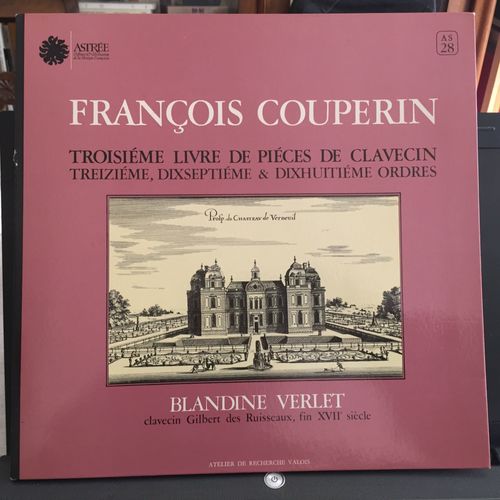 ASTRÉE
AS
28
FRANÇOIS COUPERIN
TROISIÉME LIVRE DE PIÉCES DE CLAVECIN
TREIZIÉME, DIXSEPTIÉME & DIXHUITIÉME ORDRES
Prosp. du CHASTEAU de Verneuil
BLANDINE VERLET
clavecin Gilbert des Ruisseaux, fin XVIIe siècle
ATELIER DE RECHERCHE VALOIS